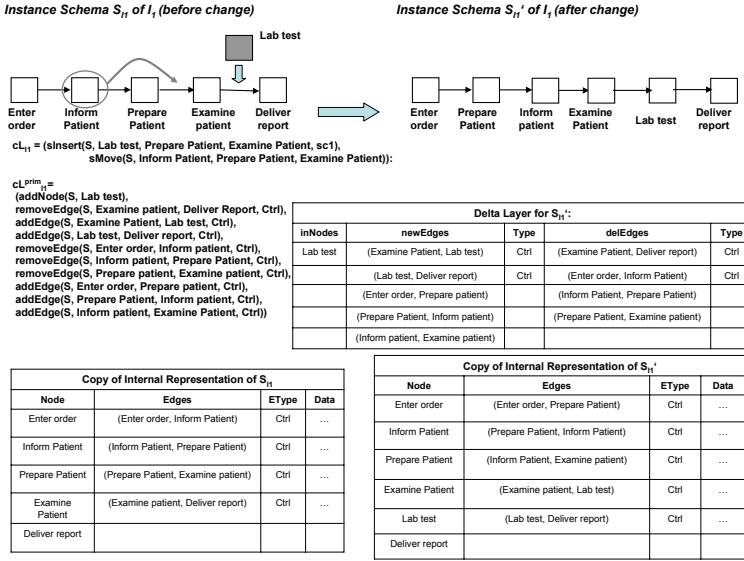 Instance Schema S_I1 of I_1 (before change)
Instance Schema S_I1‘ of I_1 (after change)
Lab test
Enter order
Inform Patient
Prepare Patient
Examine patient
Deliver report
Enter order
Prepare Patient
Inform patient
Examine Patient
Lab test
Deliver report
cL_I1 = (sInsert(S, Lab test, Prepare Patient, Examine Patient, sc1),
sMove(S, Inform Patient, Prepare Patient, Examine Patient)):
cL^prim_I1=
(addNode(S, Lab test),
removeEdge(S, Examine patient, Deliver Report, Ctrl),
addEdge(S, Examine Patient, Lab test, Ctrl),
addEdge(S, Lab test, Deliver report, Ctrl),
removeEdge(S, Enter order, Inform patient, Ctrl),
removeEdge(S, Inform patient, Prepare Patient, Ctrl),
removeEdge(S, Prepare patient, Examine patient, Ctrl),
addEdge(S, Enter order, Prepare patient, Ctrl),
addEdge(S, Prepare Patient, Inform patient, Ctrl),
addEdge(S, Inform patient, Examine Patient, Ctrl))
Delta Layer for S_I1‘:
inNodes newEdges Type delEdges Type
Lab test (Examine Patient, Lab test) Ctrl (Examine Patient, Deliver report) Ctrl
(Lab test, Deliver report) Ctrl (Enter order, Inform Patient) Ctrl
(Enter order, Prepare patient) (Inform Patient, Prepare Patient)
(Prepare Patient, Inform patient) (Prepare Patient, Examine patient)
(Inform patient, Examine patient)
Copy of Internal Representation of S_I1
Node Edges EType Data
Enter order (Enter order, Inform Patient) Ctrl …
Inform Patient (Inform Patient, Prepare Patient) Ctrl …
Prepare Patient (Prepare Patient, Examine patient) Ctrl …
Examine Patient (Examine patient, Deliver report) Ctrl …
Deliver report
Copy of Internal Representation of S_I1‘
Node Edges EType Data
Enter order (Enter order, Prepare Patient) Ctrl …
Inform Patient (Prepare Patient, Inform Patient) Ctrl …
Prepare Patient (Inform Patient, Examine patient) Ctrl …
Examine Patient (Examine patient, Lab test) Ctrl …
Lab test (Lab test, Deliver report) Ctrl …
Deliver report